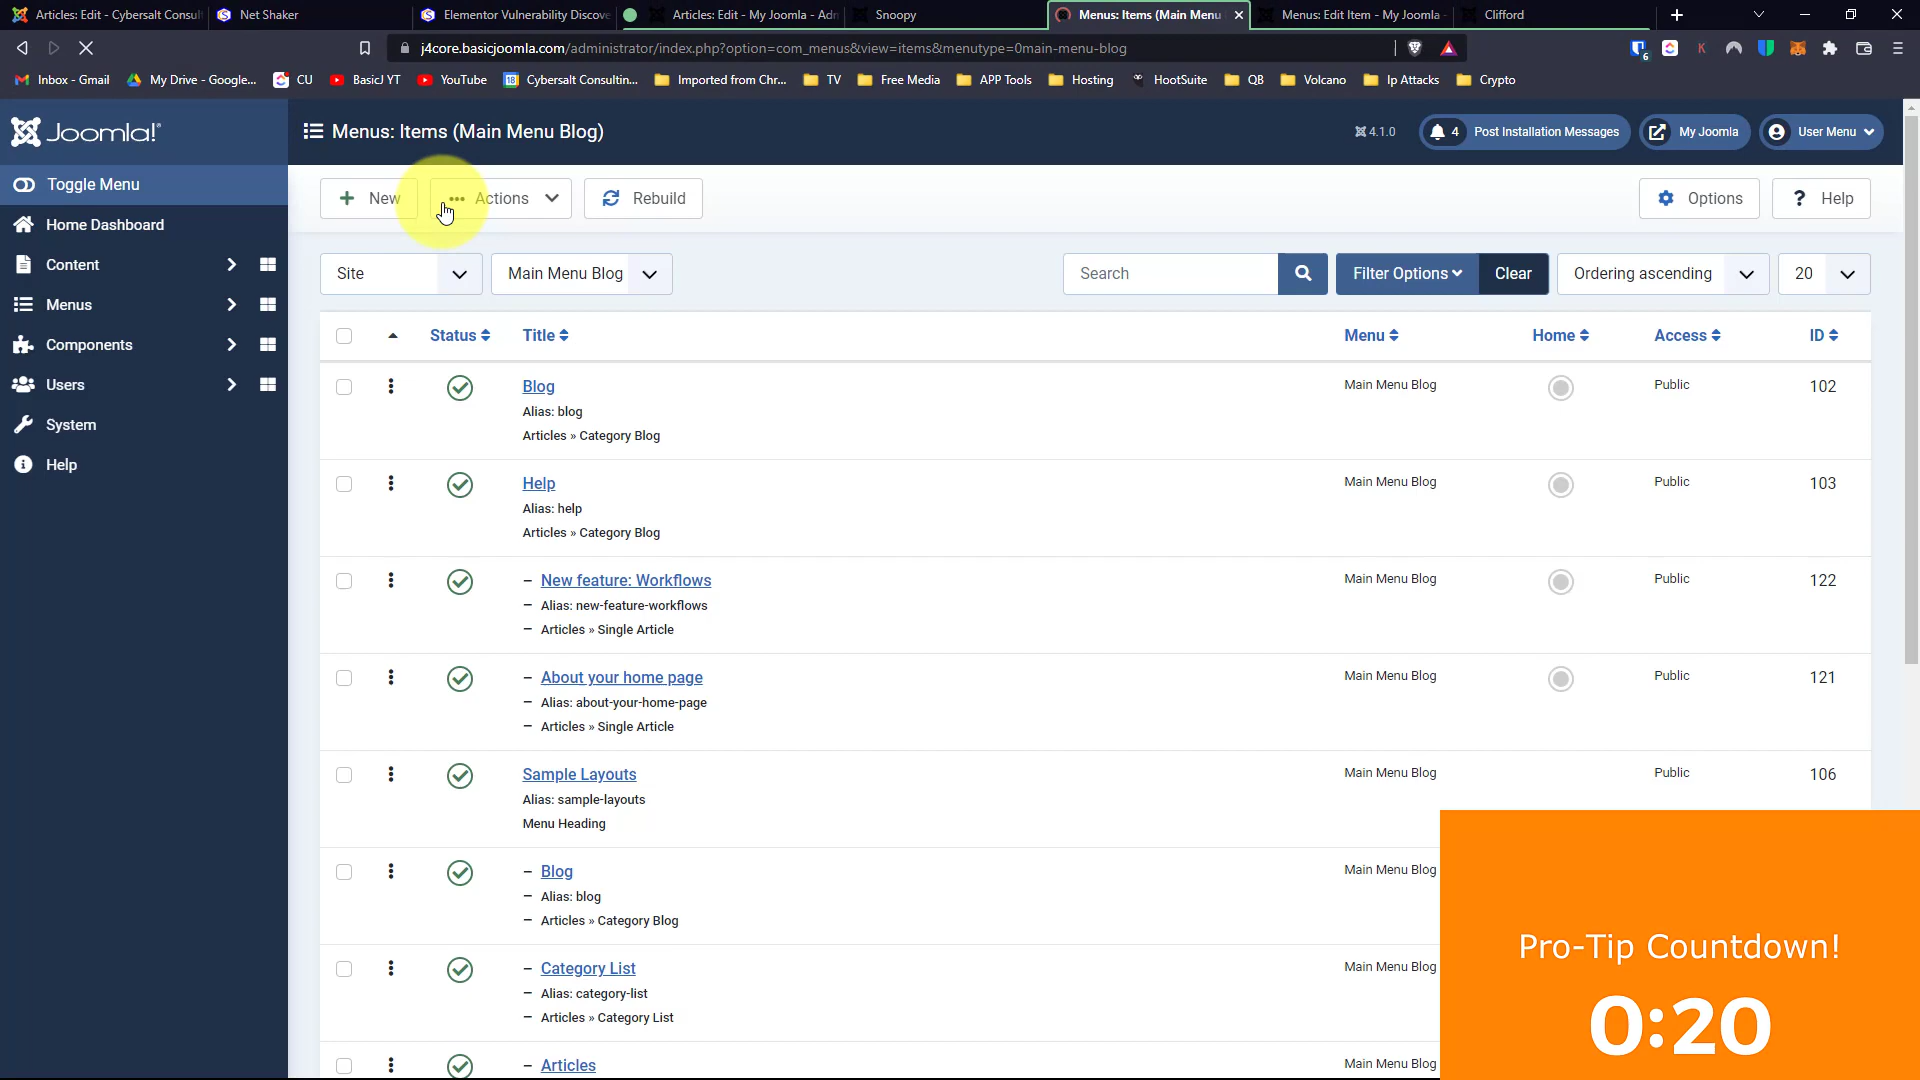 Articles: Edit - Cybersalt Consul
Net Shaker
Elementor Vulnerability Discove
Articles: Edit - My Joomla - Adm
Snoopy
Menus: Items (Main Menu
Menus: Edit Item - My Joomla -
Clifford
j4core.basicjoomla.com/administrator/index.php?option=com_menus&view=items&menutype=0main-menu-blog
6
Inbox - Gmail
My Drive - Google...
CU
BasicJ YT
YouTube
18
Cybersalt Consultin...
Imported from Chr...
TV
Free Media
APP Tools
Hosting
HootSuite
QB
Volcano
Ip Attacks
Crypto
Joomla!
Menus: Items (Main Menu Blog)
4.1.0
4 Post Installation Messages
My Joomla
User Menu
Toggle Menu
Home Dashboard
Content
Menus
Components
Users
System
Help
New
Actions
Rebuild
Options
Help
Site
Main Menu Blog
Search
Filter Options
Clear
Ordering ascending
20
Status
Title
Menu
Home
Access
ID
Blog
Alias: blog
Articles » Category Blog
Main Menu Blog
Public
102
Help
Alias: help
Articles » Category Blog
Main Menu Blog
Public
103
– New feature: Workflows
– Alias: new-feature-workflows
– Articles » Single Article
Main Menu Blog
Public
122
– About your home page
– Alias: about-your-home-page
– Articles » Single Article
Main Menu Blog
Public
121
Sample Layouts
Alias: sample-layouts
Menu Heading
Main Menu Blog
Public
106
– Blog
– Alias: blog
– Articles » Category Blog
Main Menu Blog
– Category List
– Alias: category-list
– Articles » Category List
Main Menu Blog
– Articles
Main Menu Blog
Pro-Tip Countdown!
0:20